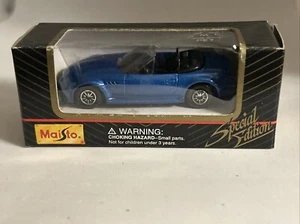 Maisto
Special
Edition
⚠ WARNING:
CHOKING HAZARD—Small parts.
Not for children under 3 years.